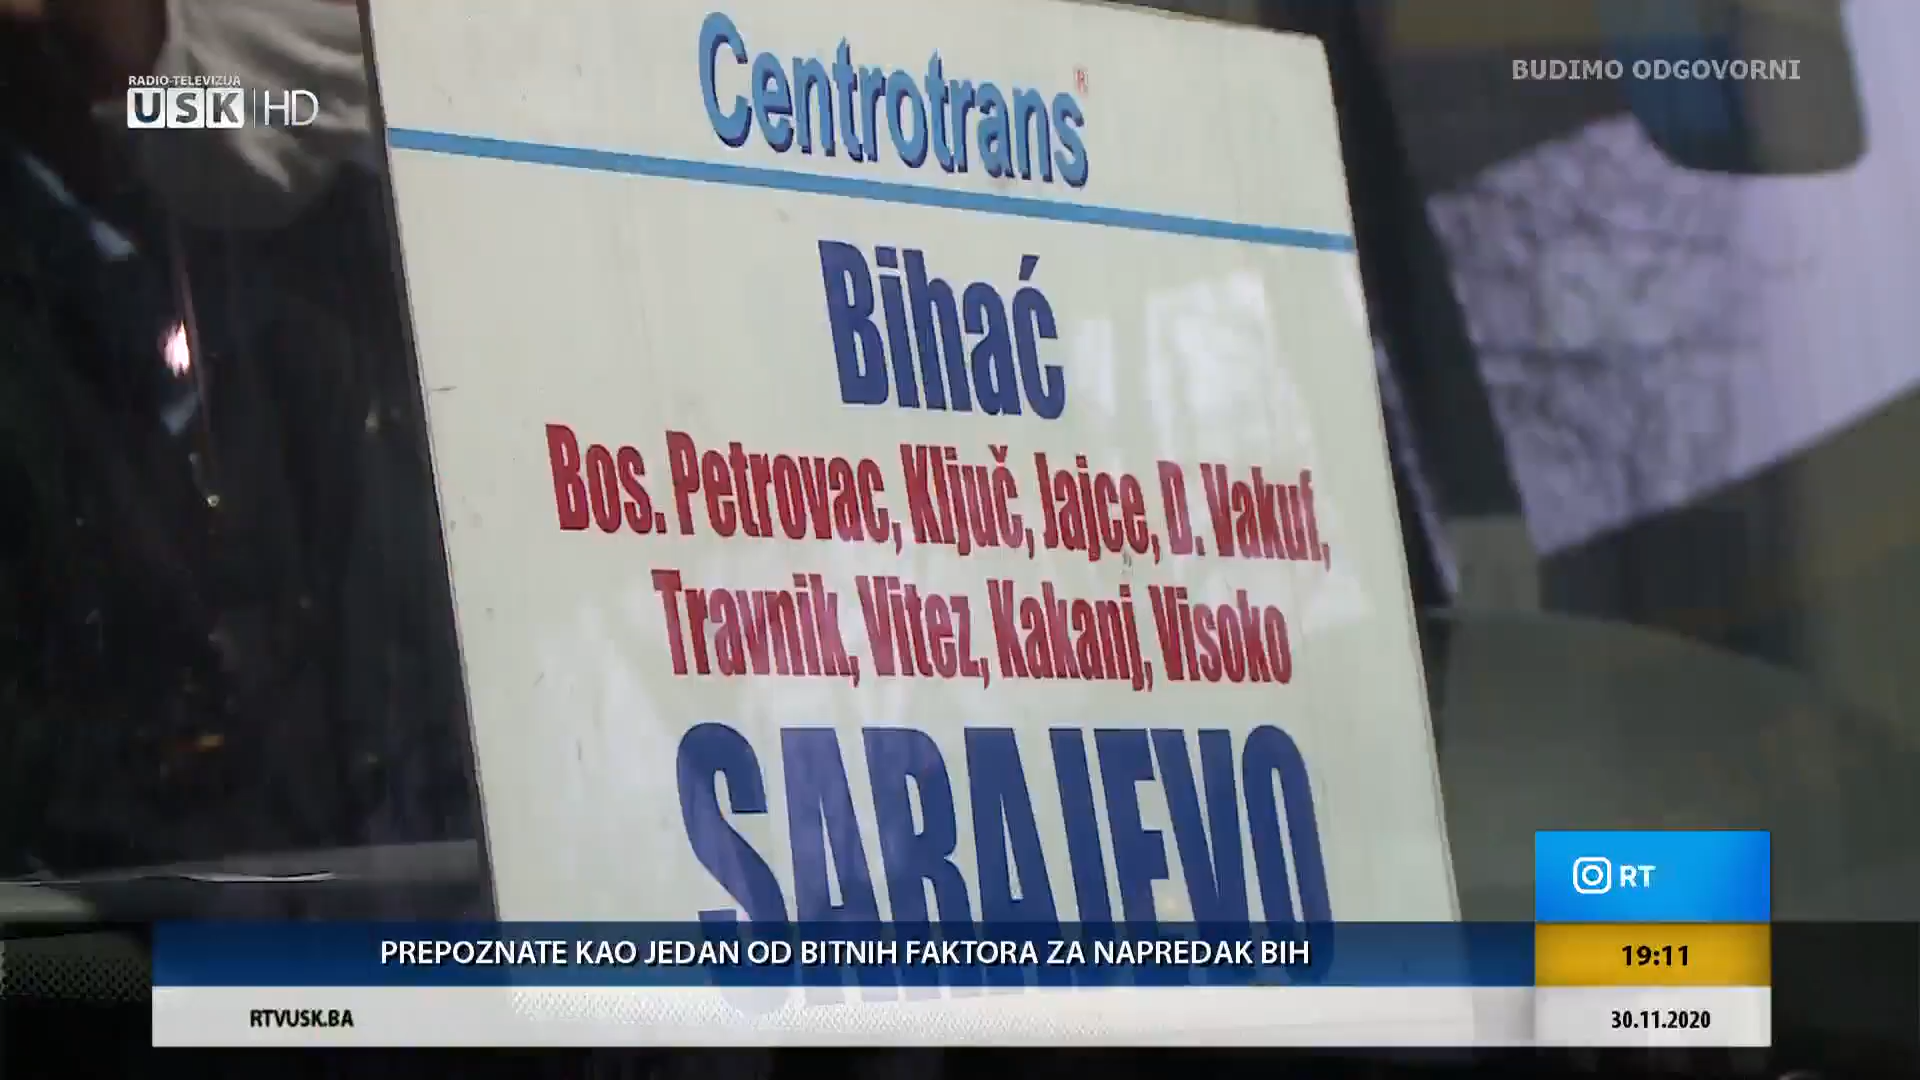 RADIO-TELEVIZIJA
USK HD
BUDIMO ODGOVORNI
Centrotrans®
Bihać
Bos. Petrovac, Ključ, Jajce, D. Vakuf,
Travnik, Vitez, Kakanj, Visoko
SARAJEVO
RT
PREPOZNATE KAO JEDAN OD BITNIH FAKTORA ZA NAPREDAK BIH
19:11
RTVUSK.BA
30.11.2020